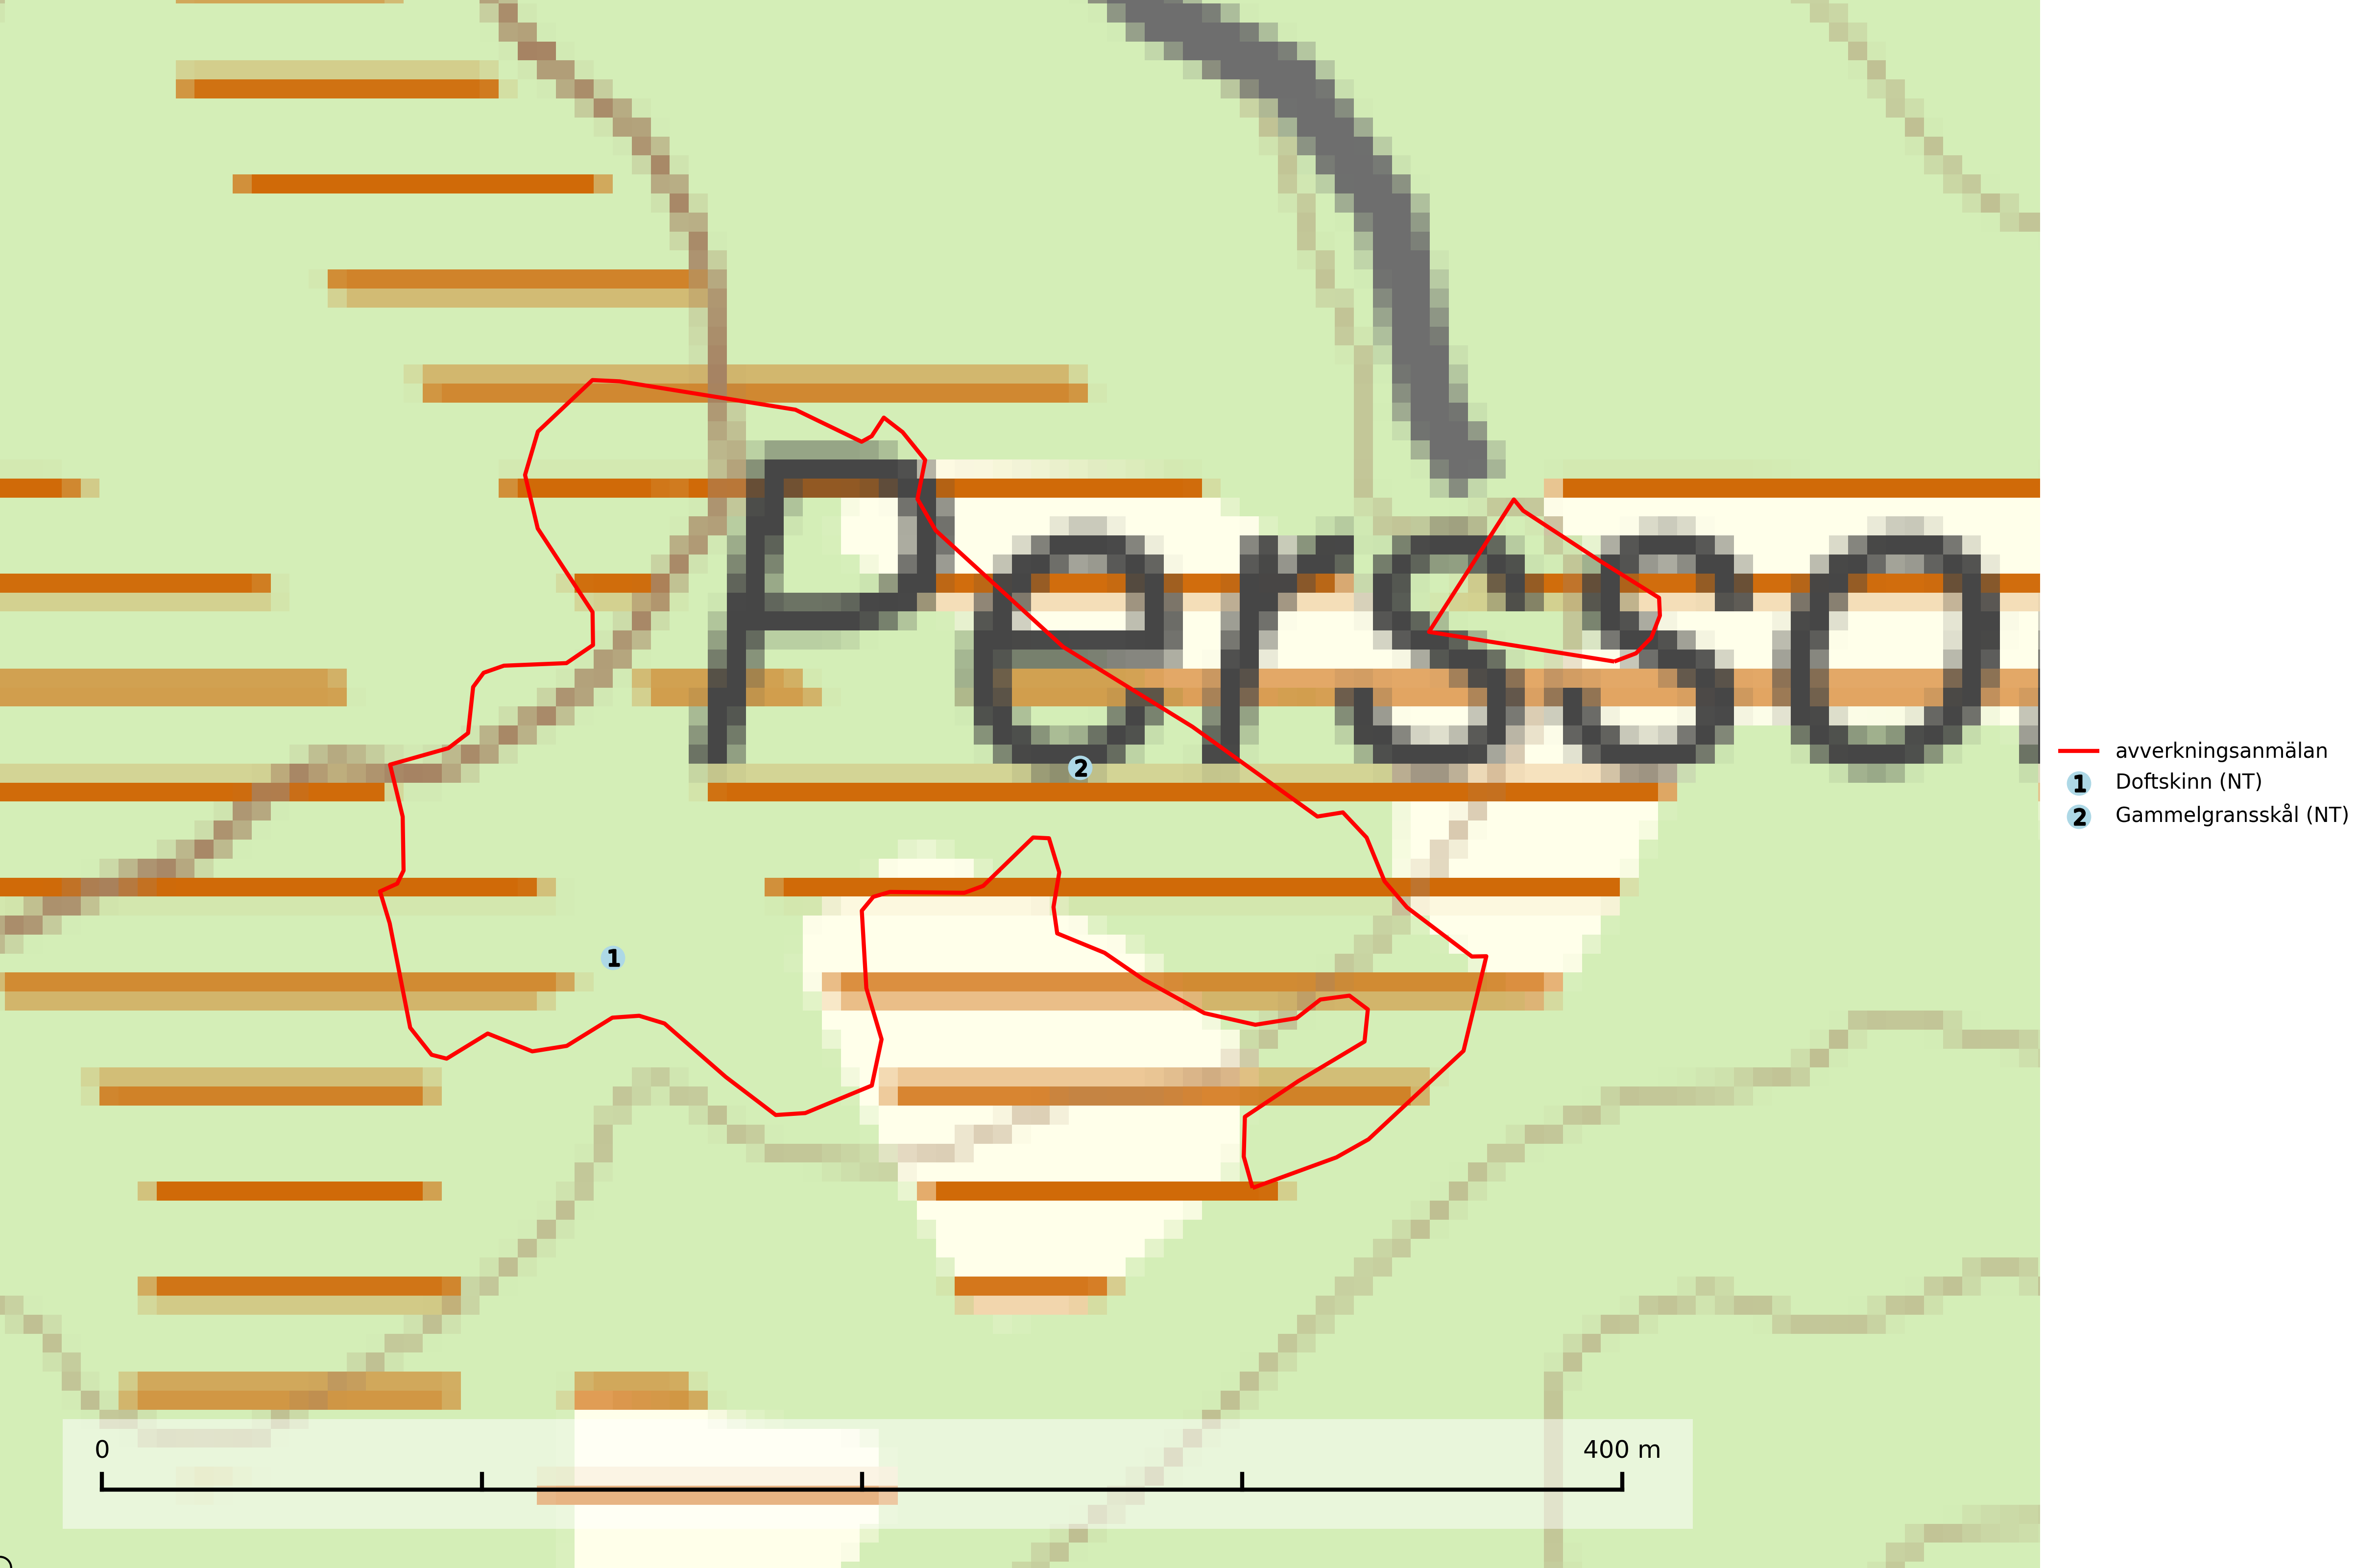 Persso
2
1
avverkningsanmälan
1 Doftskinn (NT)
2 Gammelgransskål (NT)
0 400 m